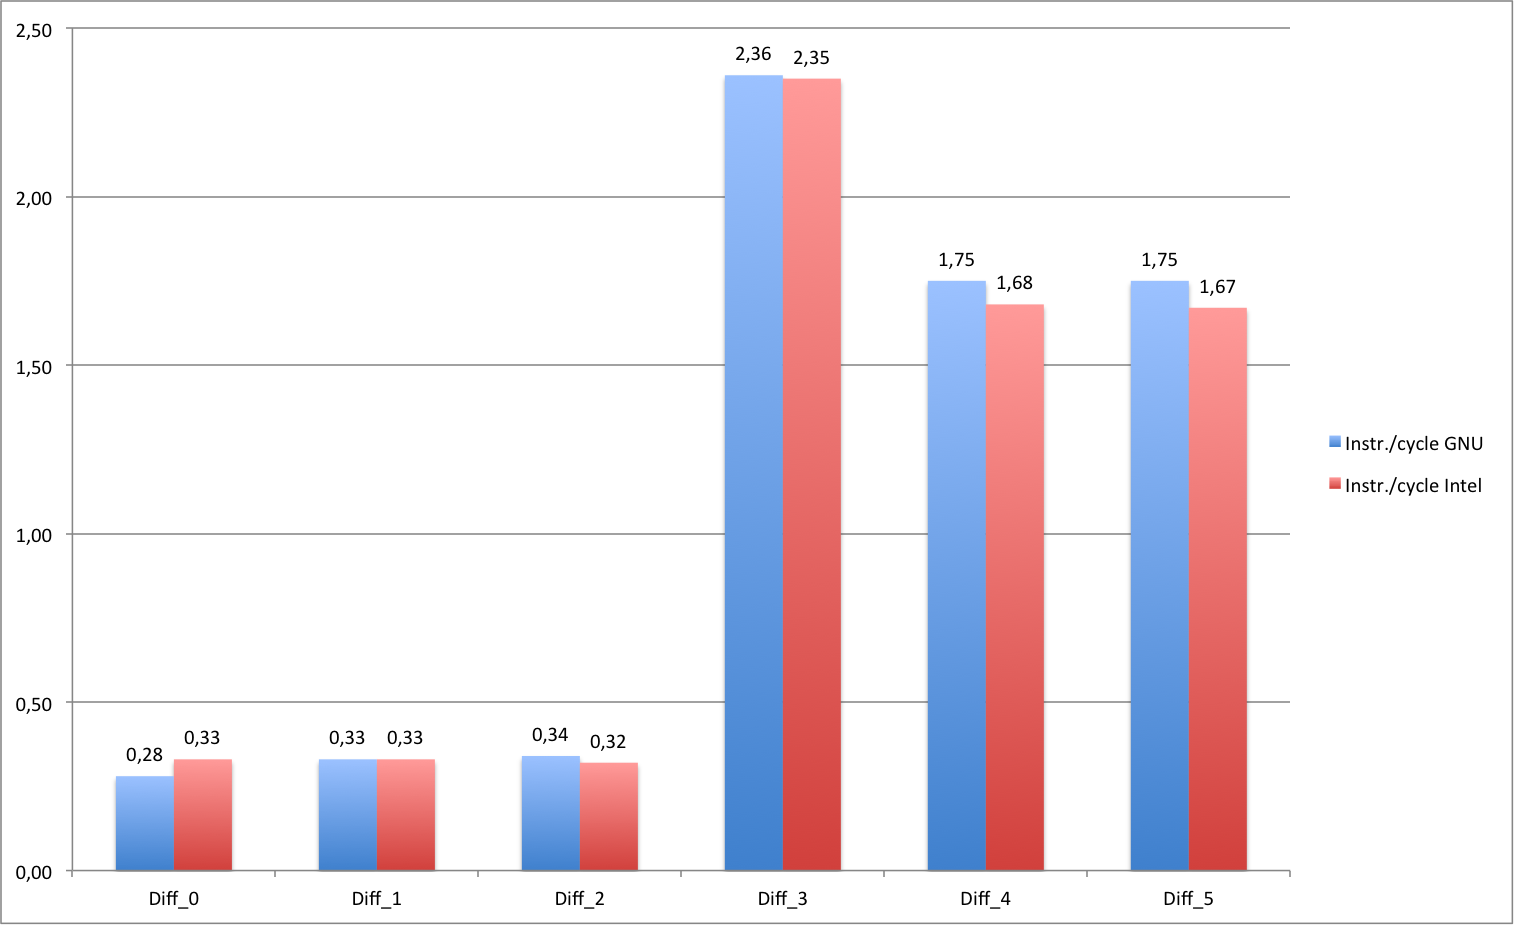 2,50
2,00
1,50
1,00
0,50
0,00
0,28
0,33
0,33
0,33
0,34
0,32
2,36
2,35
1,75
1,68
1,75
1,67
Diff_0
Diff_1
Diff_2
Diff_3
Diff_4
Diff_5
Instr./cycle GNU
Instr./cycle Intel